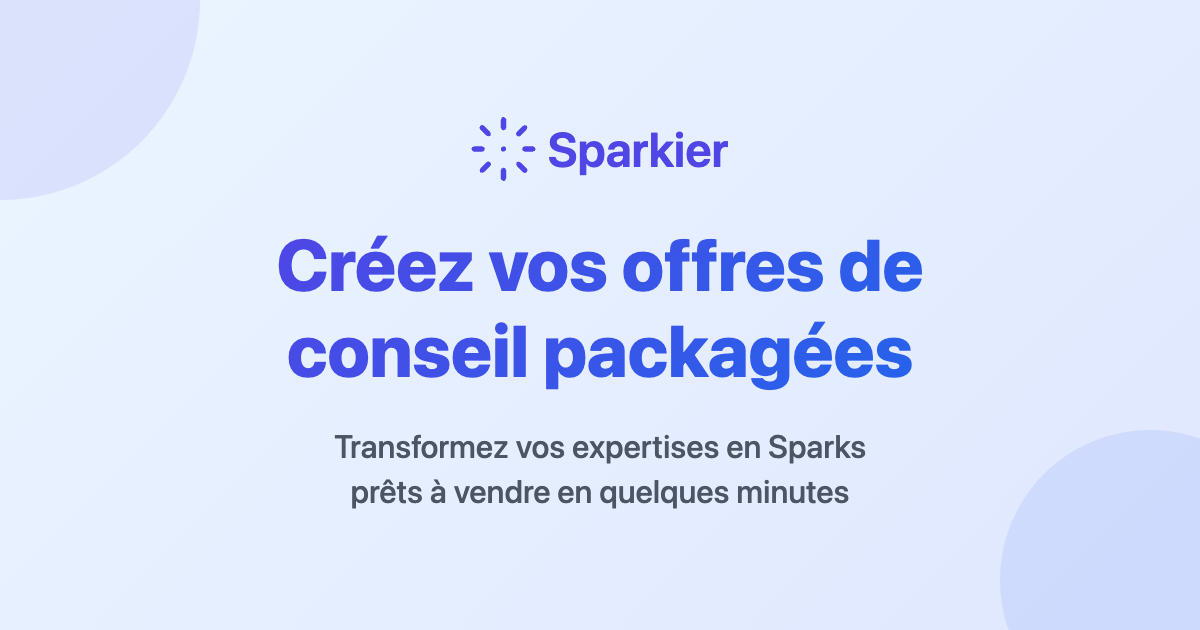 Sparkier
Créez vos offres de
conseil packagées
Transformez vos expertises en Sparks
prêts à vendre en quelques minutes